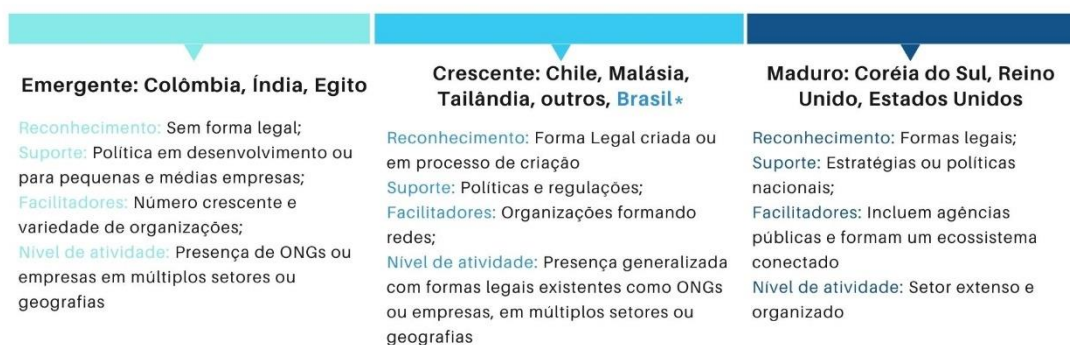 Emergente: Colômbia, Índia, Egito
Reconhecimento: Sem forma legal;
Suporte: Política em desenvolvimento ou
para pequenas e médias empresas;
Facilitadores: Número crescente e
variedade de organizações;
Nível de atividade: Presença de ONGs ou
empresas em múltiplos setores ou
geografias
Crescente: Chile, Malásia,
Tailândia, outros, Brasil*
Reconhecimento: Forma Legal criada ou
em processo de criação
Suporte: Políticas e regulações;
Facilitadores: Organizações formando
redes;
Nível de atividade: Presença generalizada
com formas legais existentes como ONGs
ou empresas, em múltiplos setores ou
geografias
Maduro: Coréia do Sul, Reino
Unido, Estados Unidos
Reconhecimento: Formas legais;
Suporte: Estratégias ou políticas
nacionais;
Facilitadores: Incluem agências
públicas e formam um ecossistema
conectado
Nível de atividade: Setor extenso e
organizado